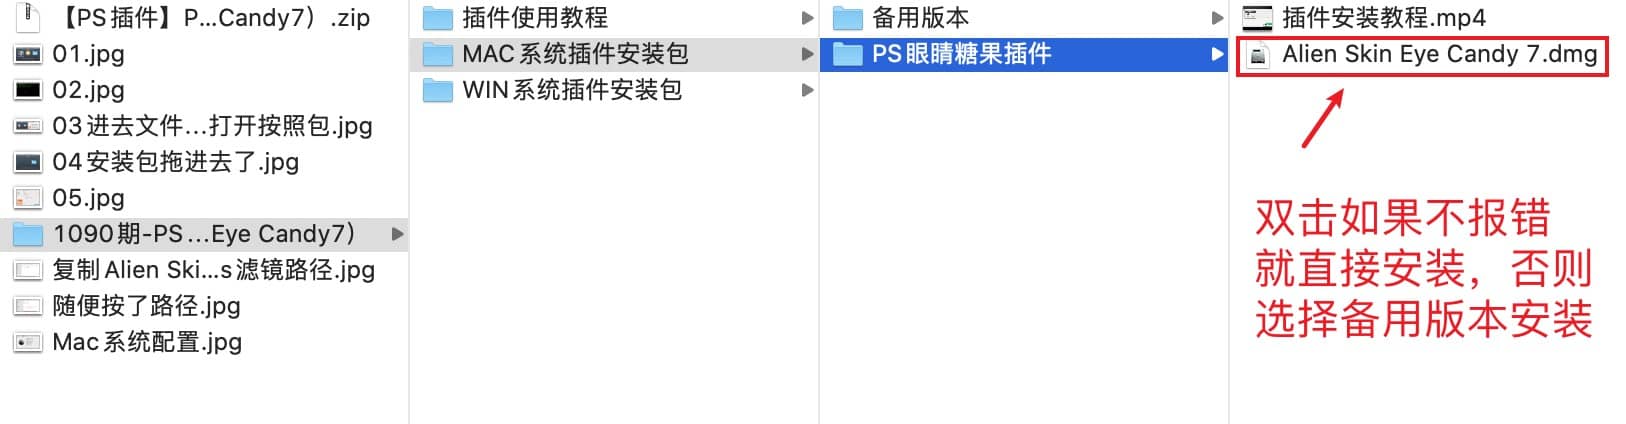 【PS插件】P...Candy7）.zip
01.jpg
02.jpg
03进去文件...打开按照包.jpg
04安装包拖进去了.jpg
05.jpg
1090期-PS...Eye Candy7）
复制Alien Ski...s滤镜路径.jpg
随便按了路径.jpg
Mac系统配置.jpg
插件使用教程
MAC系统插件安装包
WIN系统插件安装包
备用版本
PS眼睛糖果插件
插件安装教程.mp4
Alien Skin Eye Candy 7.dmg
双击如果不报错
就直接安装，否则
选择备用版本安装